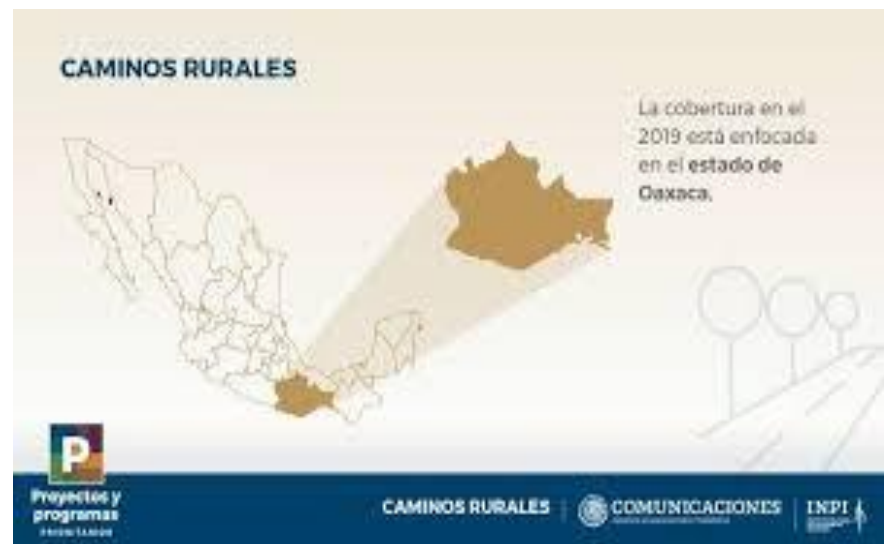 CAMINOS RURALES
La cobertura en el
2019 está enfocada
en el estado de
Oaxaca.
P
Proyectos y
programas
PRIORITARIOS
CAMINOS RURALES
COMUNICACIONES
INPI